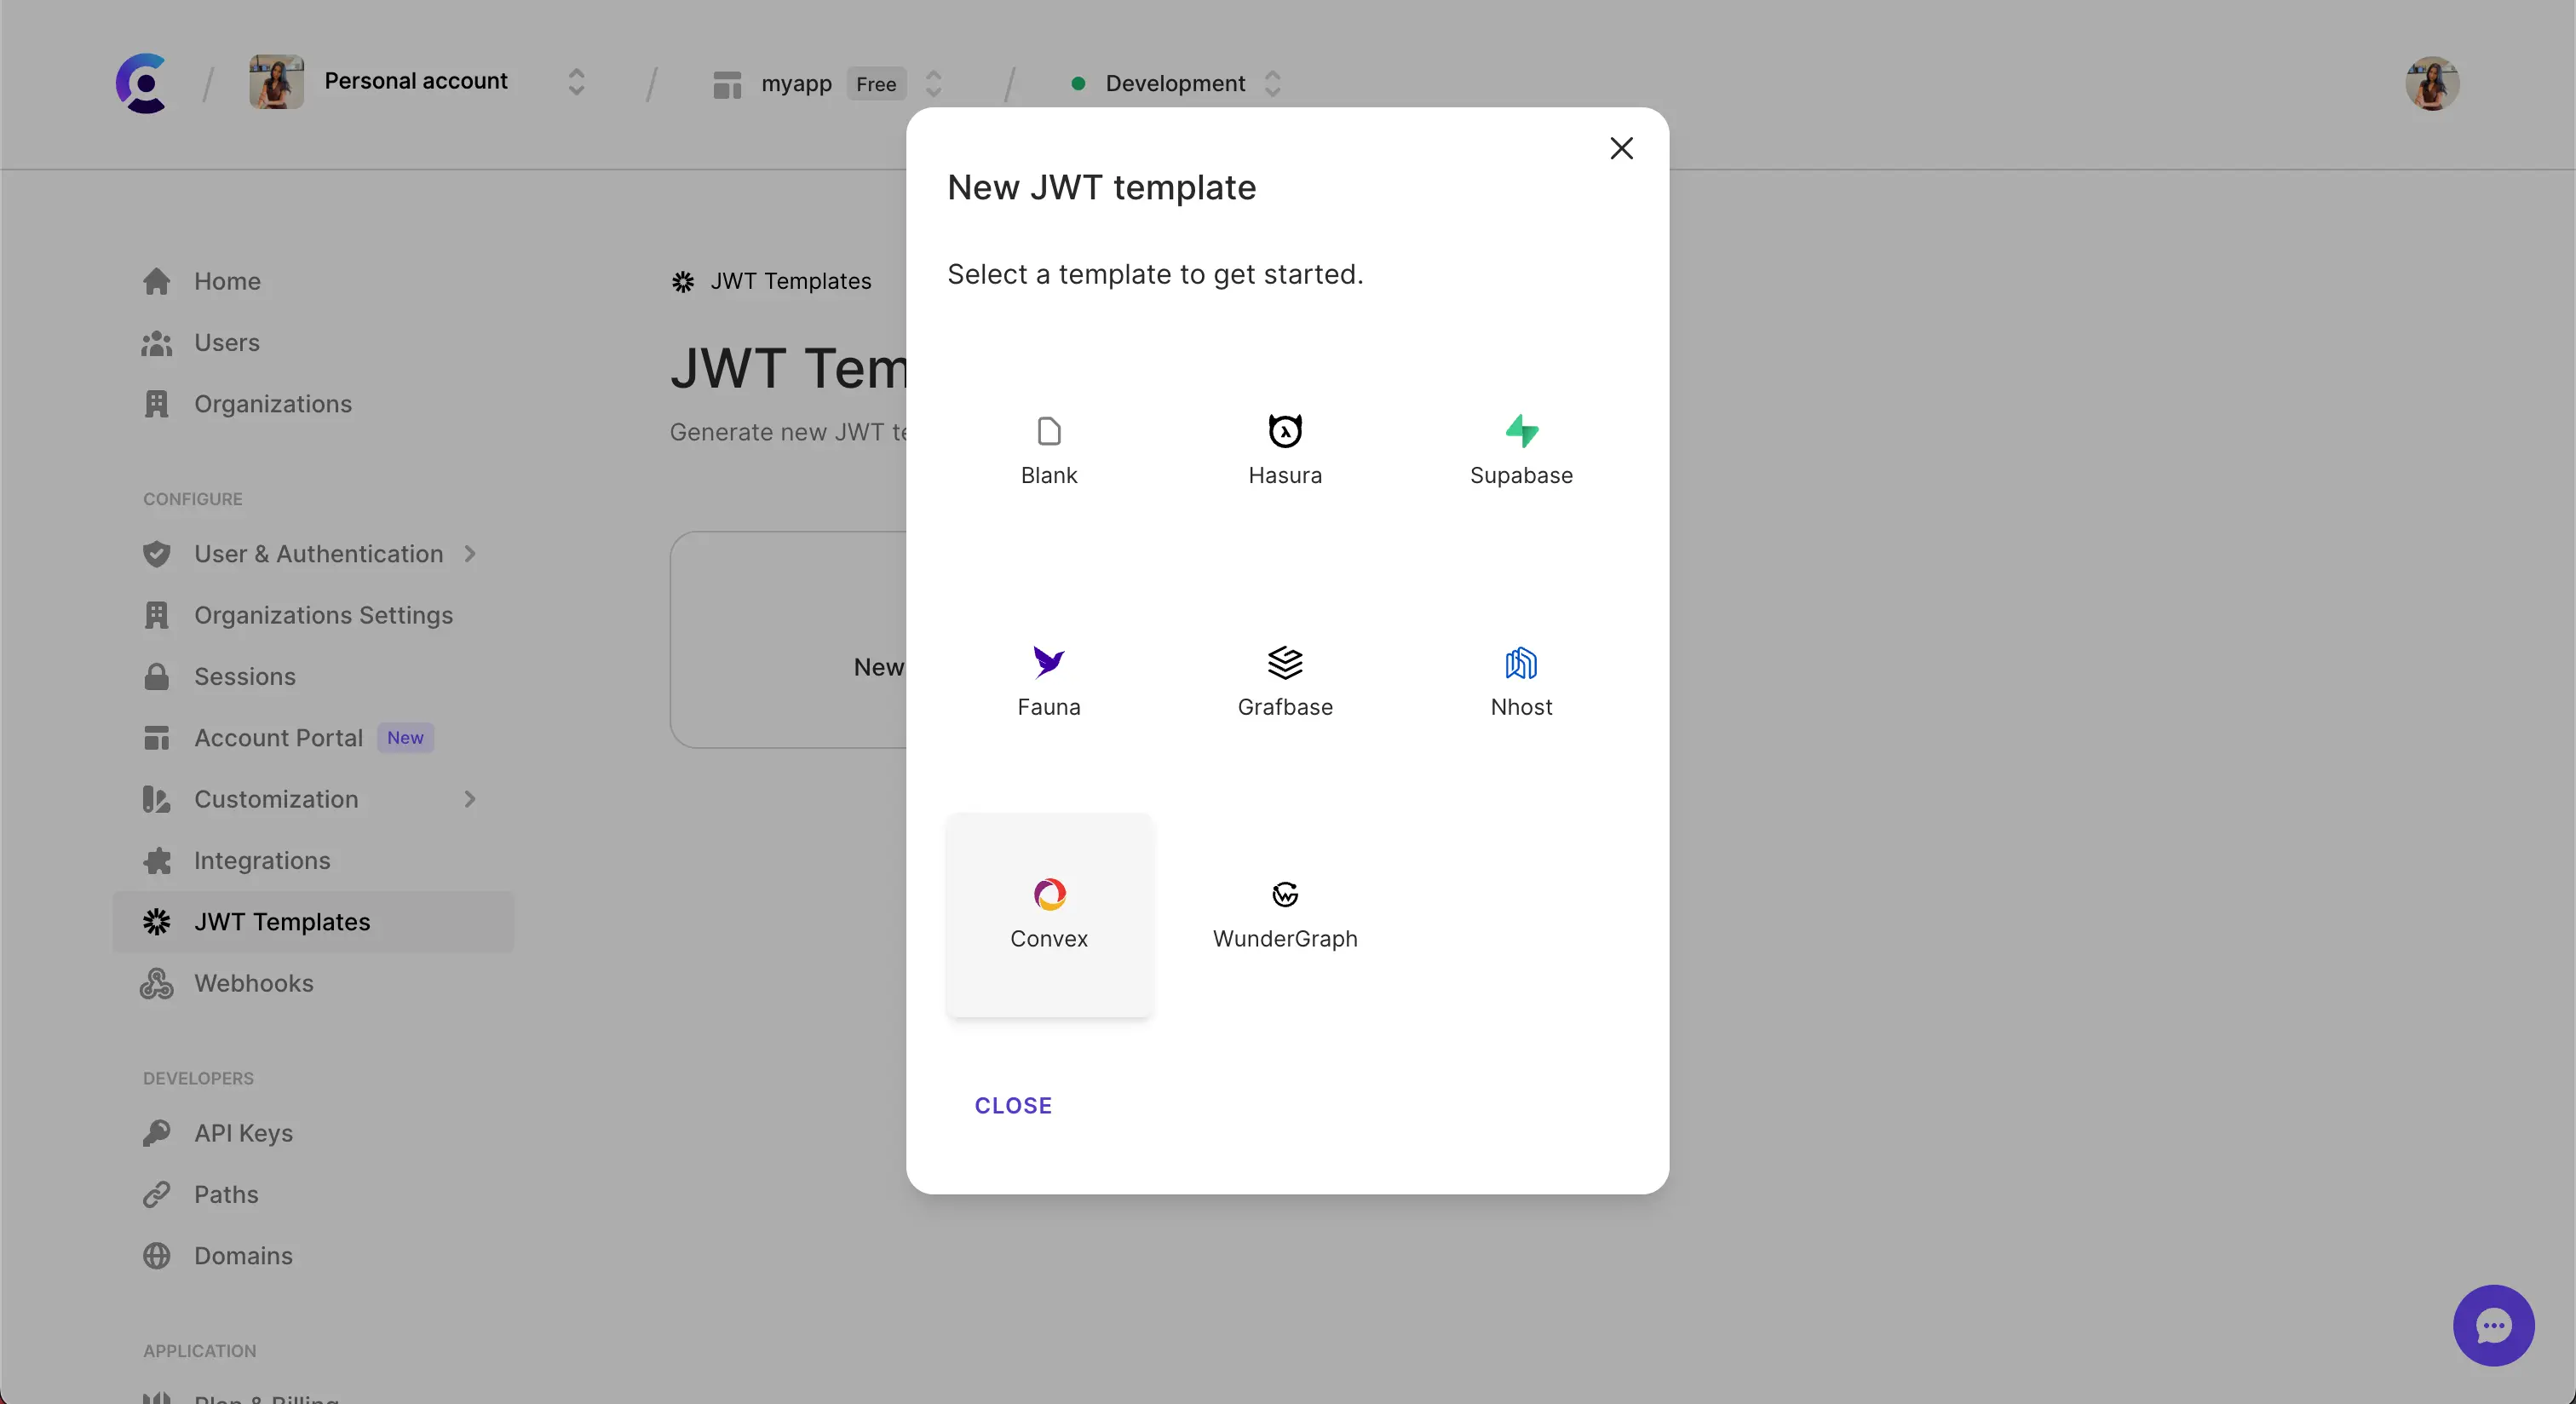 Personal account
myapp Free
Development
Home
Users
Organizations
CONFIGURE
User & Authentication
Organizations Settings
Sessions
Account Portal New
Customization
Integrations
JWT Templates
Webhooks
DEVELOPERS
API Keys
Paths
Domains
APPLICATION
Plan & Billing
JWT Templates
JWT Tem
Generate new JWT te
New
New JWT template
Select a template to get started.
Blank
Hasura
Supabase
Fauna
Grafbase
Nhost
Convex
WunderGraph
CLOSE